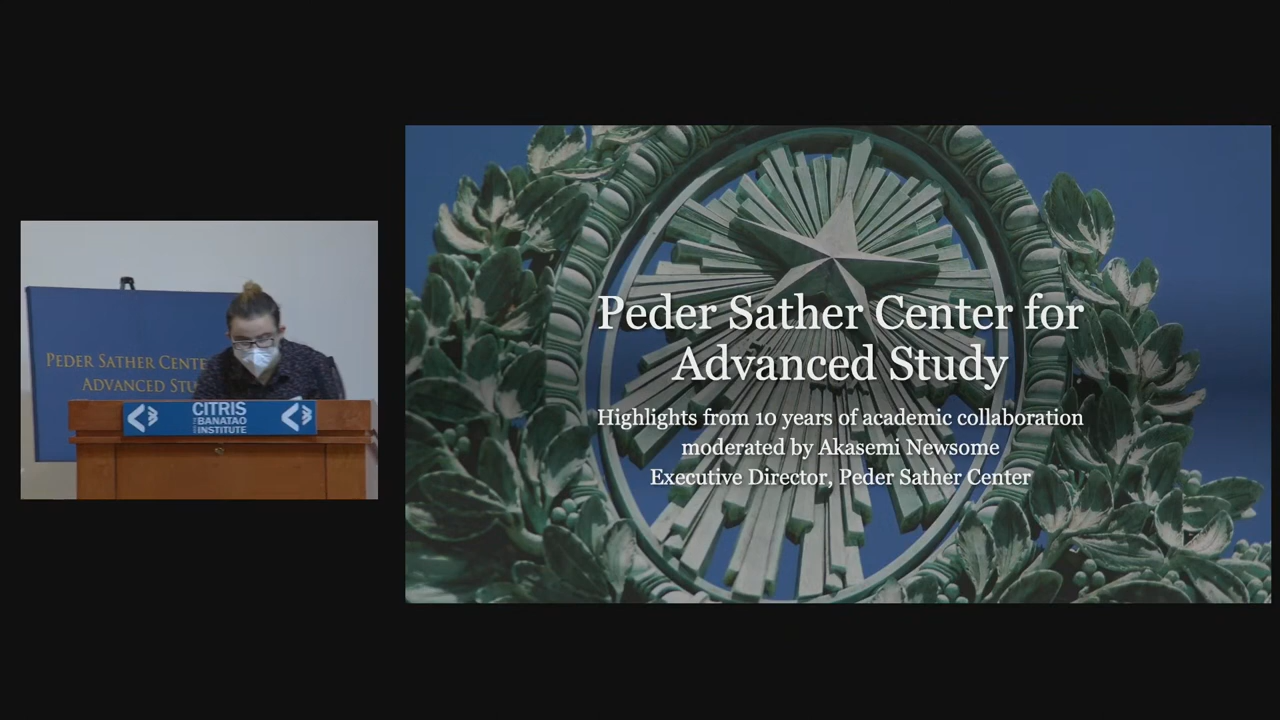 PEDER SATHER CENTE
ADVANCED STU
CITRIS
BANATAO
INSTITUTE
Peder Sather Center for
Advanced Study
Highlights from 10 years of academic collaboration
moderated by Akasemi Newsome
Executive Director, Peder Sather Center